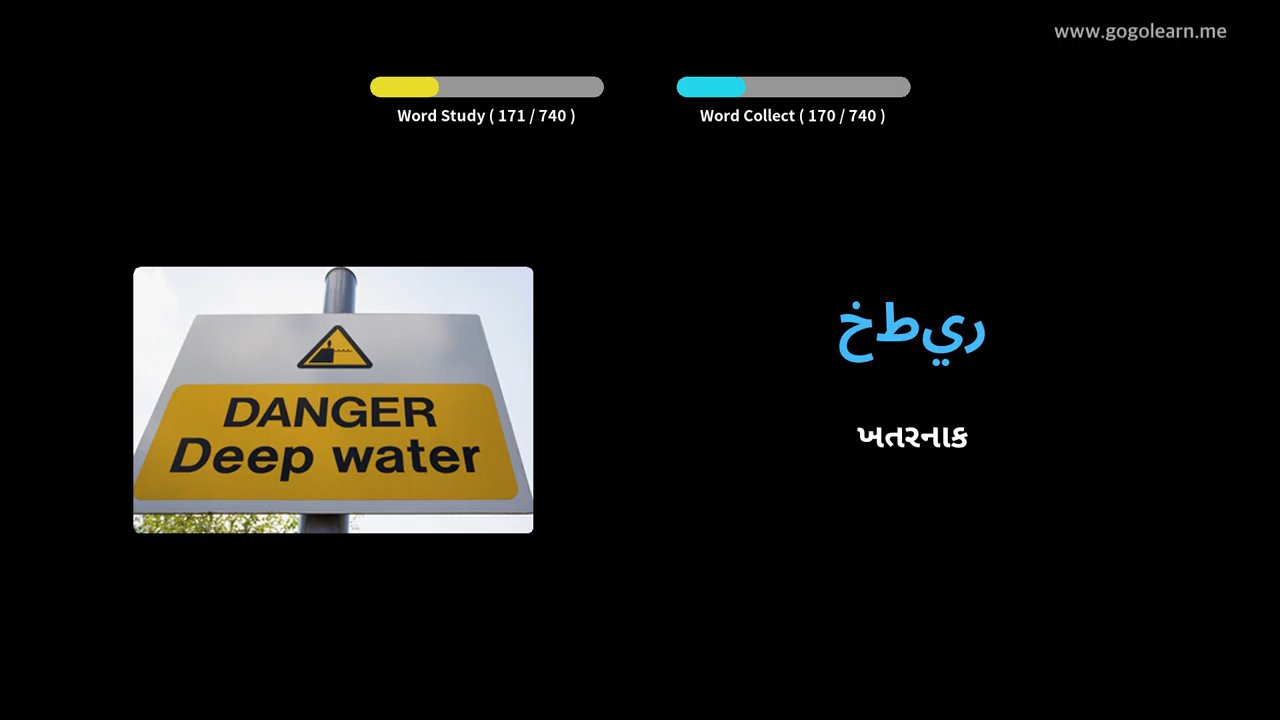 www.gogolearn.me
Word Study ( 171 / 740 )
Word Collect ( 170 / 740 )
DANGER
Deep water
خطير
ખતરનાક